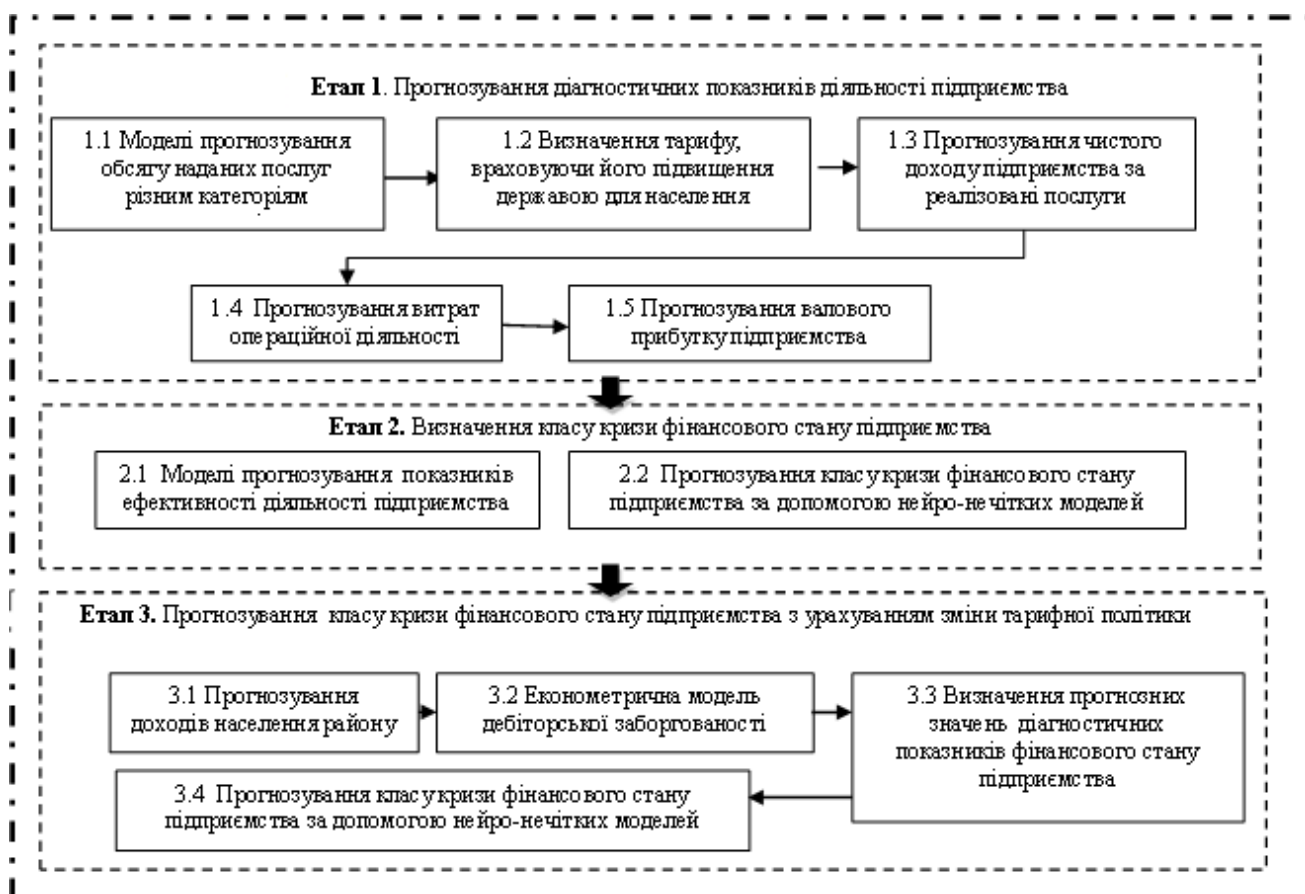 Етап 1. Прогнозування діагностичних показників діяльності підприємства
1.1 Моделі прогнозування
обсягу наданих послуг
різним категоріям
1.2 Визначення тарифу,
враховуючи його підвищення
державою для населення
1.3 Прогнозування чистого
доходу підприємства за
реалізовані послуги
1.4 Прогнозування витрат
операційної діяльності
1.5 Прогнозування валового
прибутку підприємства
Етап 2. Визначення класу кризи фінансового стану підприємства
2.1 Моделі прогнозування показників
ефективності діяльності підприємства
2.2 Прогнозування класу кризи фінансового стану
підприємства за допомогою нейро-нечітких моделей
Етап 3. Прогнозування класу кризи фінансового стану підприємства з урахуванням зміни тарифної політики
3.1 Прогнозування
доходів населення району
3.2 Економетрична модель
дебіторської заборгованості
3.3 Визначення прогнозних
значень діагностичних
показників фінансового стану
підприємства
3.4 Прогнозування класу кризи фінансового стану
підприємства за допомогою нейро-нечітких моделей